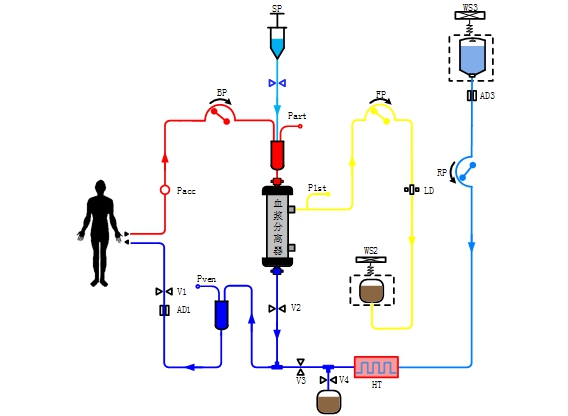 SP
WS3
BP
FP
AD3
Part
RP
Pacc
Plst
LD
血浆分离器
WS2
Pven
V1
AD1
V2
V3
V4
HT